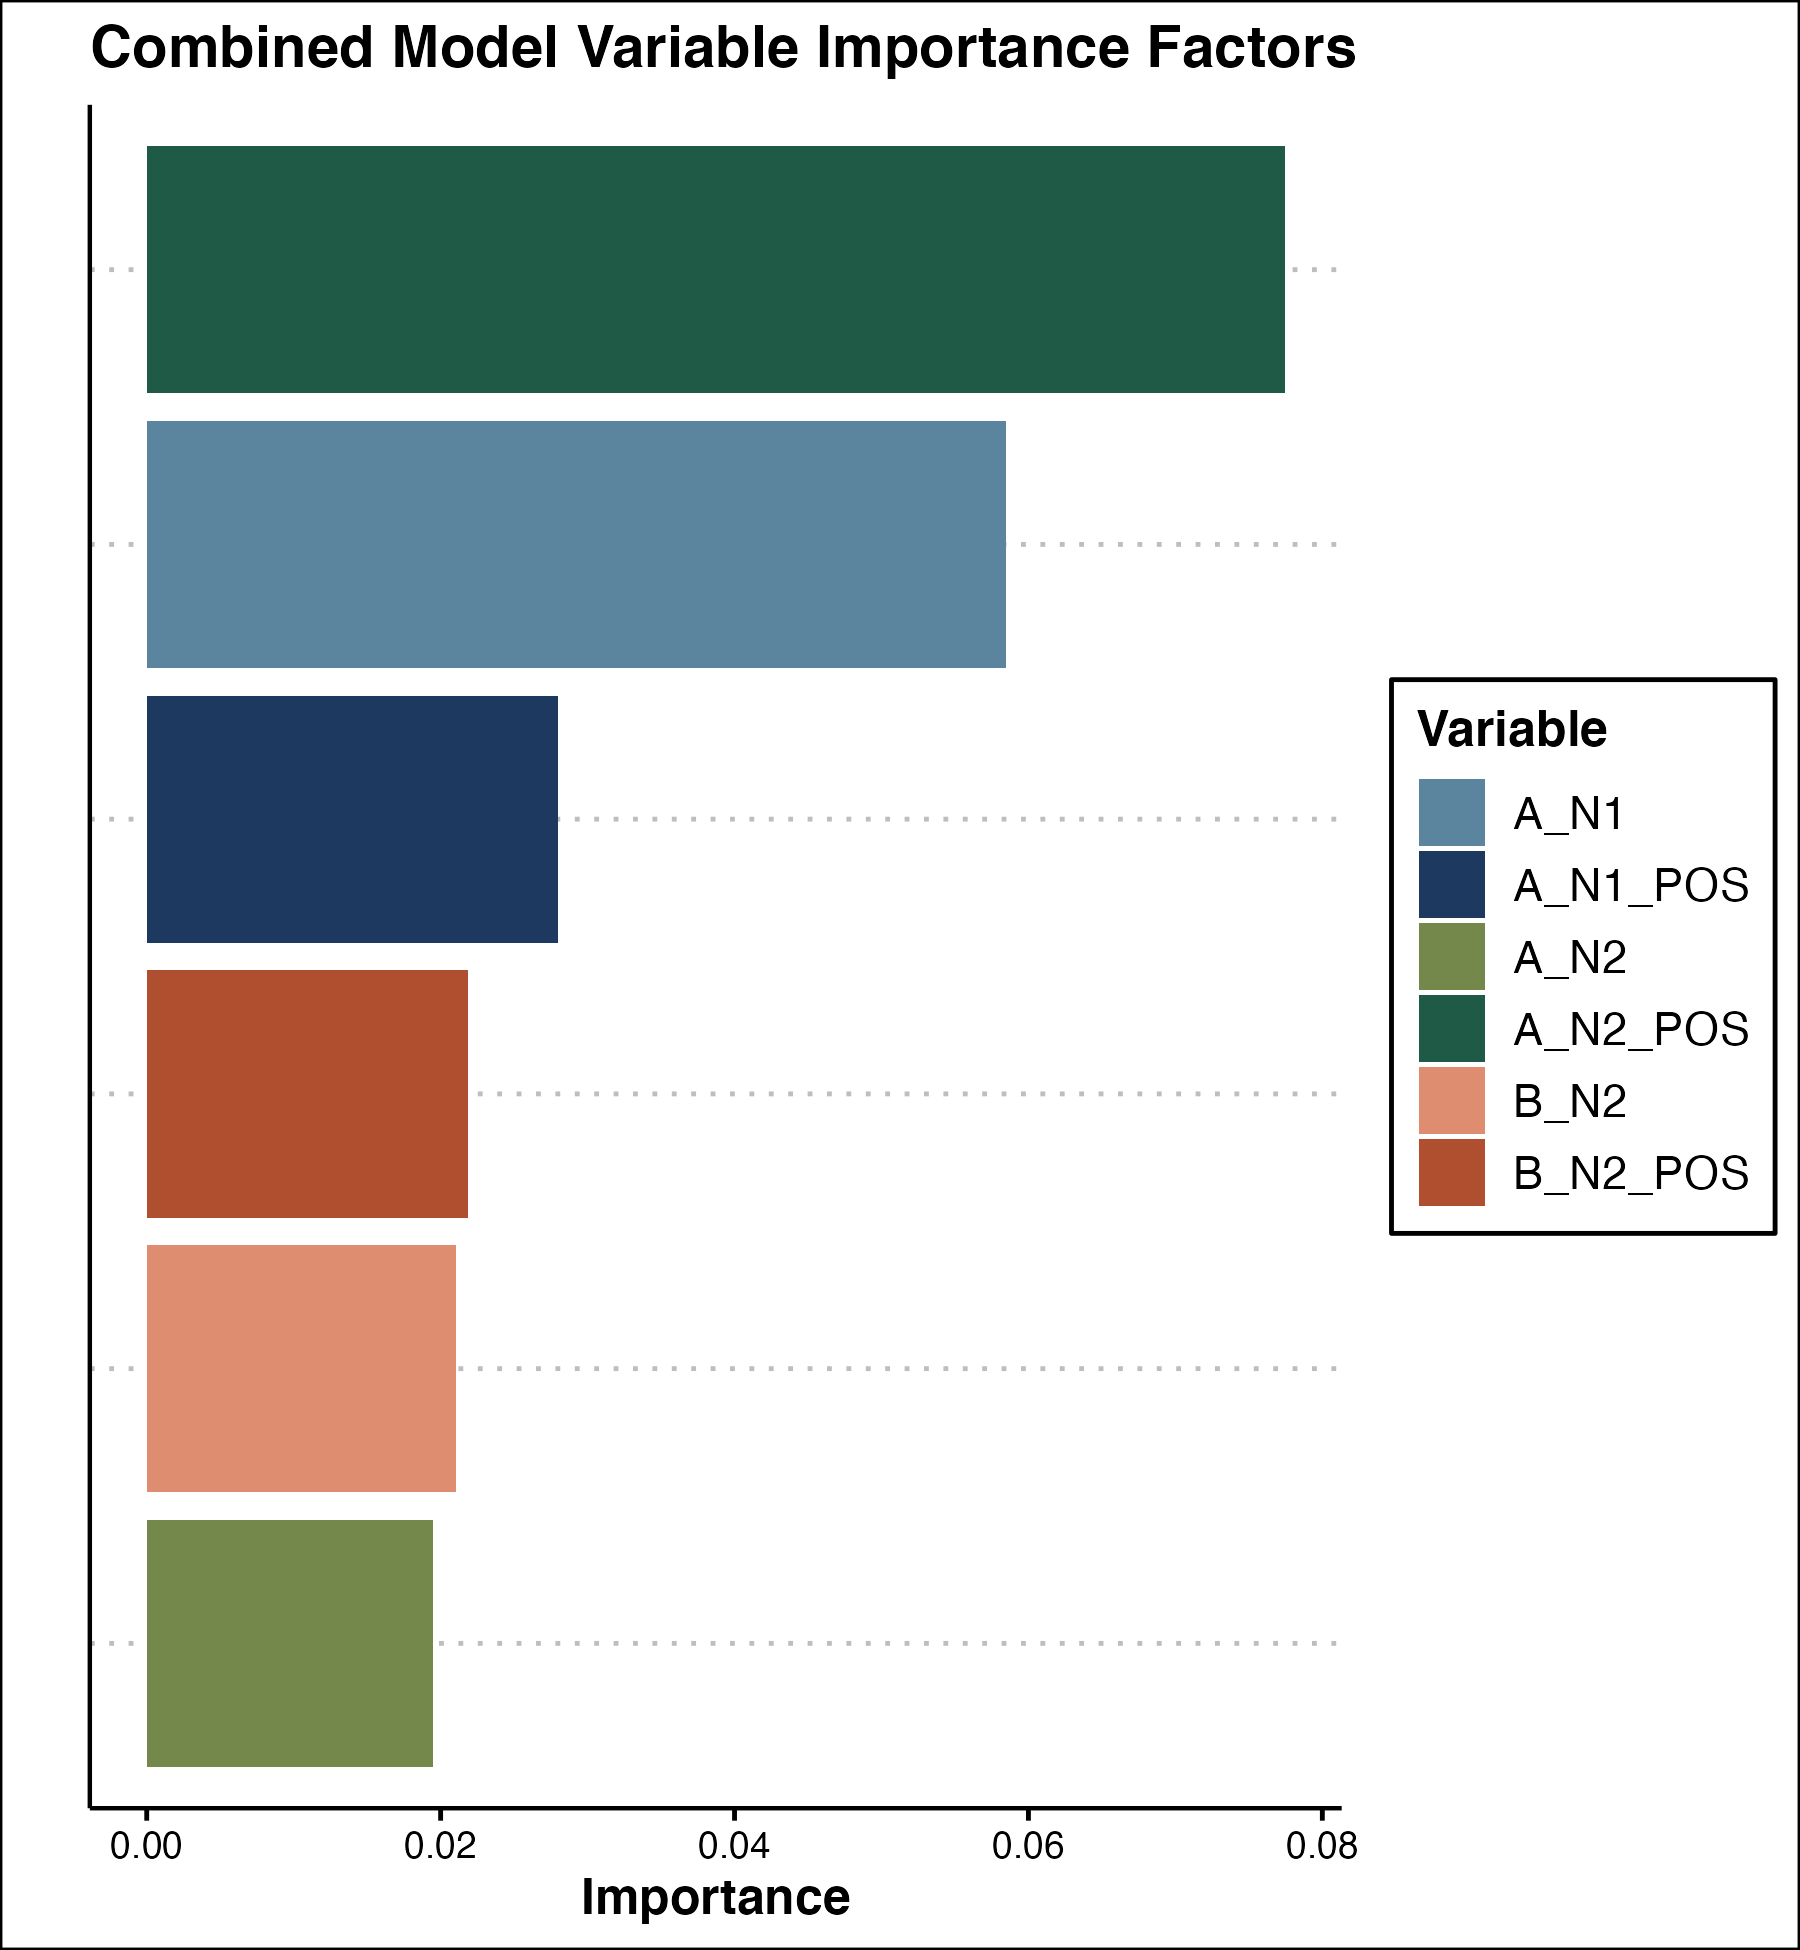 Combined Model Variable Importance Factors
Variable
A_N1
A_N1_POS
A_N2
A_N2_POS
B_N2
B_N2_POS
0.00 0.02 0.04 0.06 0.08
Importance